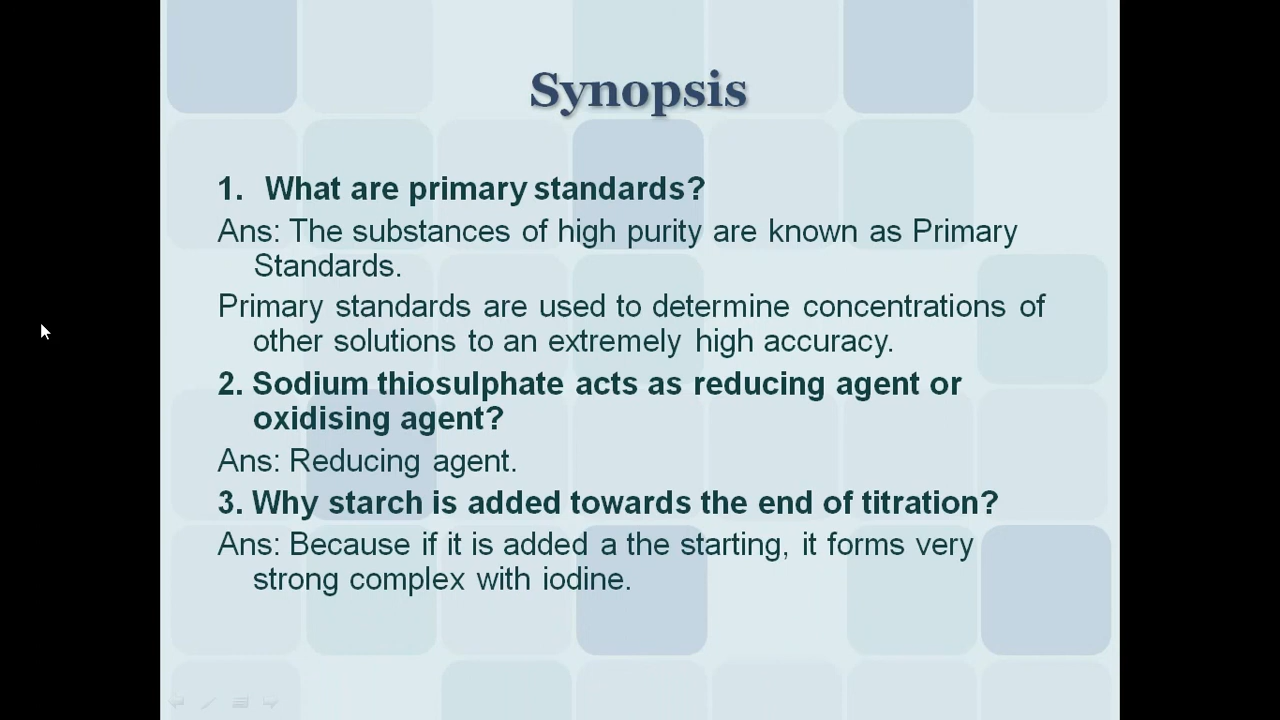 Synopsis
1. What are primary standards?
Ans: The substances of high purity are known as Primary
Standards.
Primary standards are used to determine concentrations of
other solutions to an extremely high accuracy.
2. Sodium thiosulphate acts as reducing agent or
oxidising agent?
Ans: Reducing agent.
3. Why starch is added towards the end of titration?
Ans: Because if it is added a the starting, it forms very
strong complex with iodine.